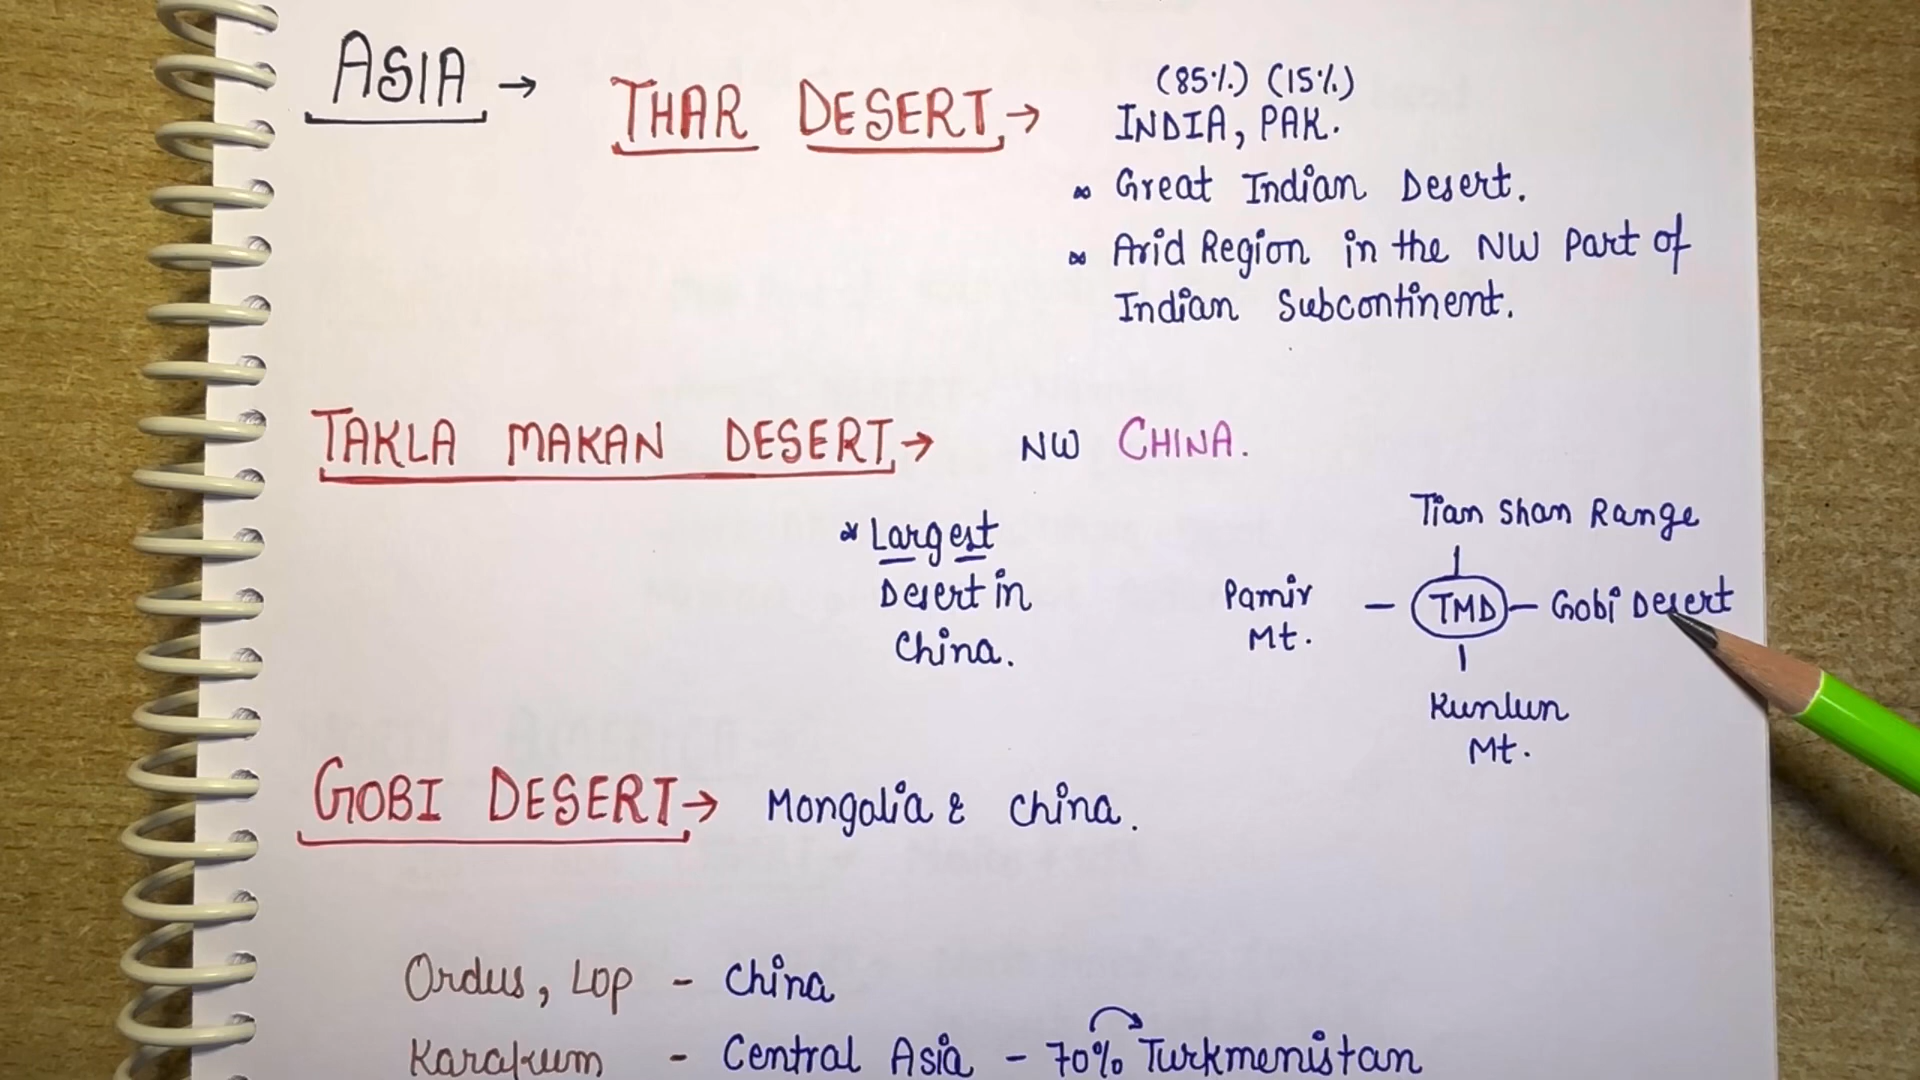 ASIA → THAR DESERT → (85%) (15%)
INDIA, PAK.
Great Indian Desert.
Arid Region in the NW Part of
Indian Subcontinent.
TAKLA MAKAN DESERT → NW CHINA.
* Largest
Desert in
China.
Tian Shan Range
Pamir
Mt.
— TMD — Gobi Desert
Kunlun
Mt.
GOBI DESERT → Mongolia & China.
Ordus, Lop - China
Karakum - Central Asia - 70% Turkmenistan